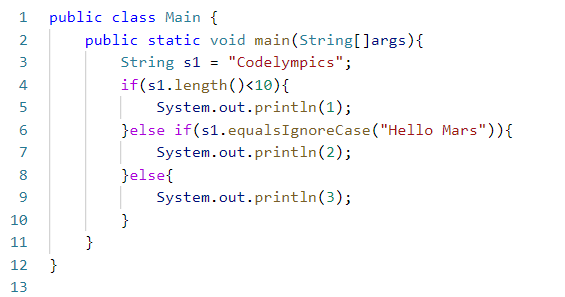 1 public class Main {
2     public static void main(String[]args){
3         String s1 = "Codelympics";
4         if(s1.length()<10){
5             System.out.println(1);
6         }else if(s1.equalsIgnoreCase("Hello Mars")){
7             System.out.println(2);
8         }else{
9             System.out.println(3);
10         }
11     }
12 }
13